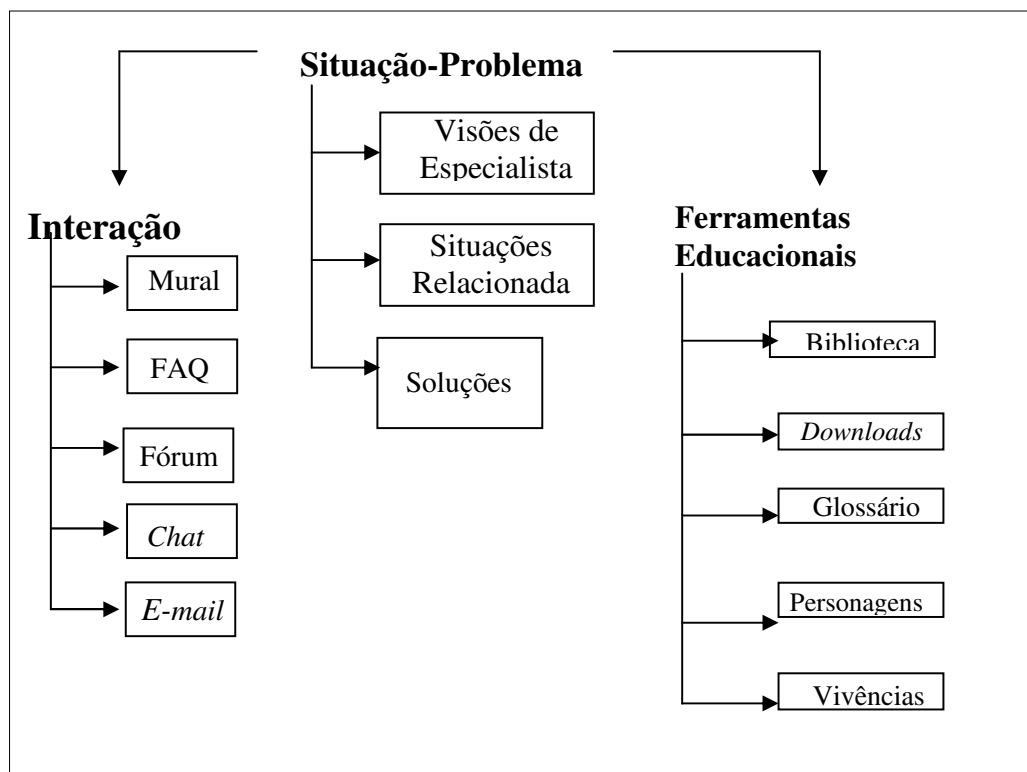 Situação-Problema
Visões de
Especialista
Situações
Relacionada
Soluções
Interação
Mural
FAQ
Fórum
Chat
E-mail
Ferramentas
Educacionais
Biblioteca
Downloads
Glossário
Personagens
Vivências